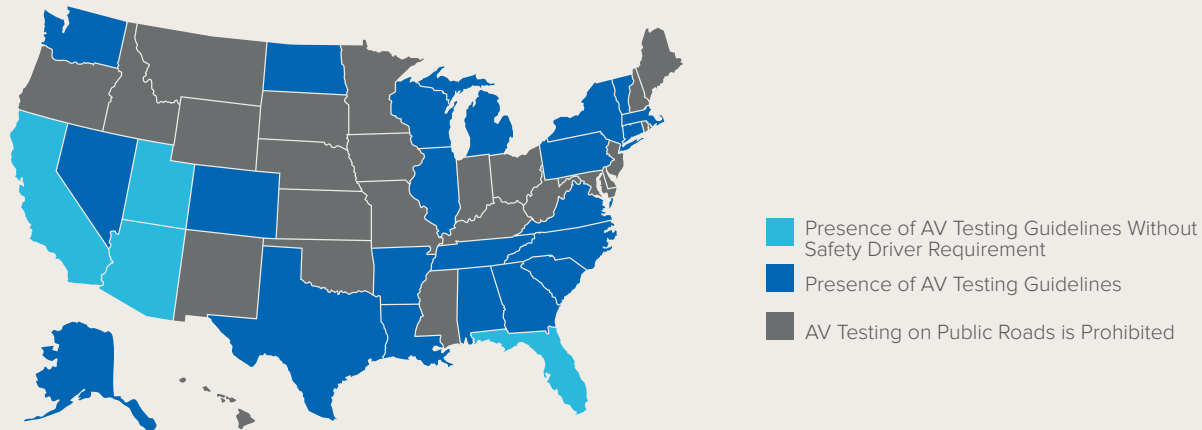 Presence of AV Testing Guidelines Without
Safety Driver Requirement
Presence of AV Testing Guidelines
AV Testing on Public Roads is Prohibited